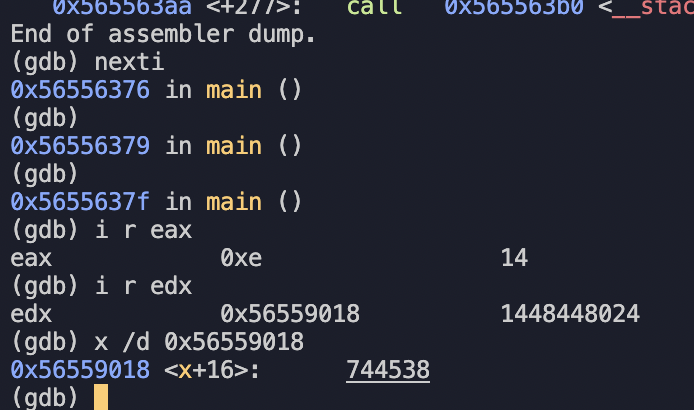 0x565563aa <+277>: call 0x565563b0 <__stac
End of assembler dump.
(gdb) nexti
0x56556376 in main ()
(gdb)
0x56556379 in main ()
(gdb)
0x5655637f in main ()
(gdb) i r eax
eax 0xe 14
(gdb) i r edx
edx 0x56559018 1448448024
(gdb) x /d 0x56559018
0x56559018 <x+16>: 744538
(gdb)